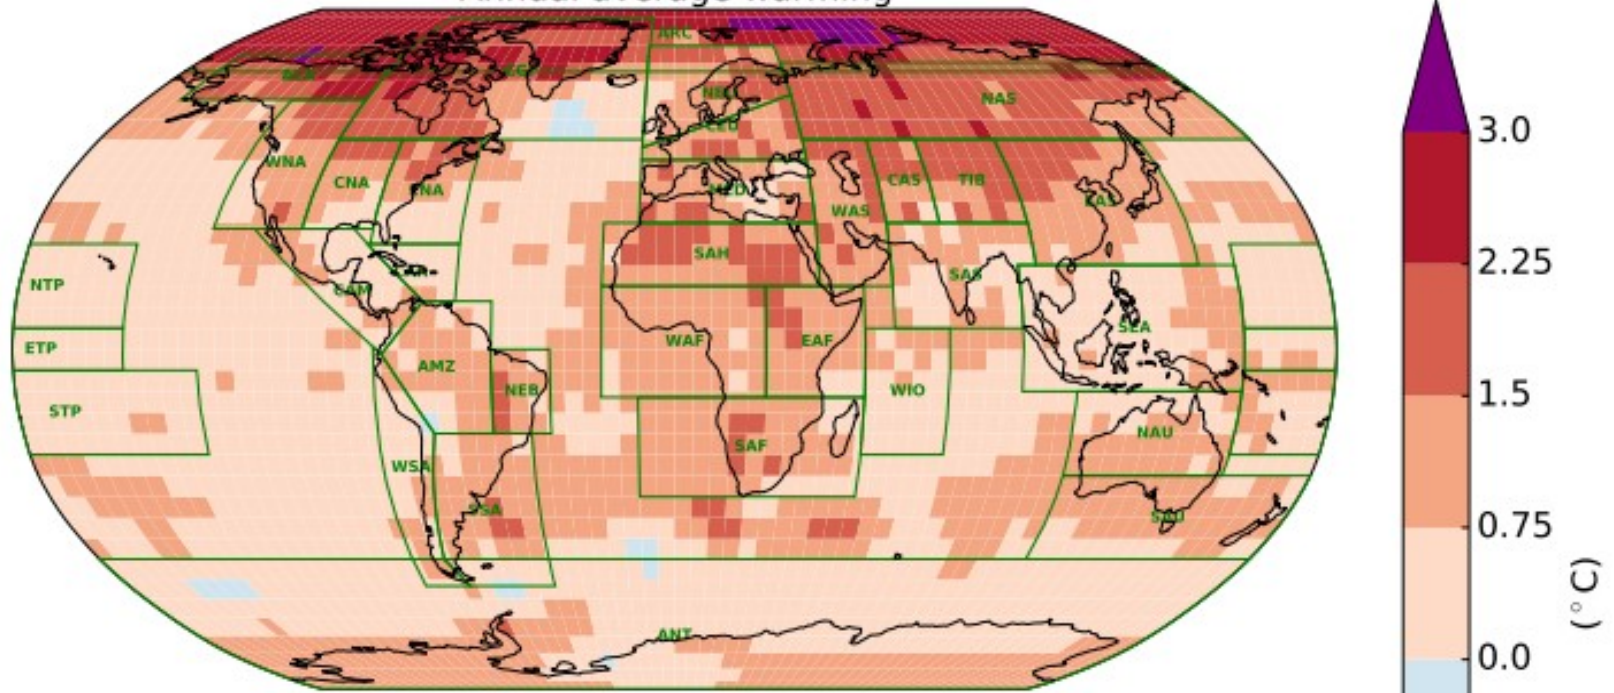 Annual average warming
ARC
ALA
CGI
NEU
NAS
CEU
WNA
CNA
ENA
MED
CAS
TIB
EAS
WAS
SAH
SAS
NTP
CAR
CAM
SEA
ETP
WAF
EAF
AMZ
NEB
WIO
STP
NAU
SAF
WSA
SSA
SAU
ANT
3.0
2.25
1.5
0.75
0.0
(°C)